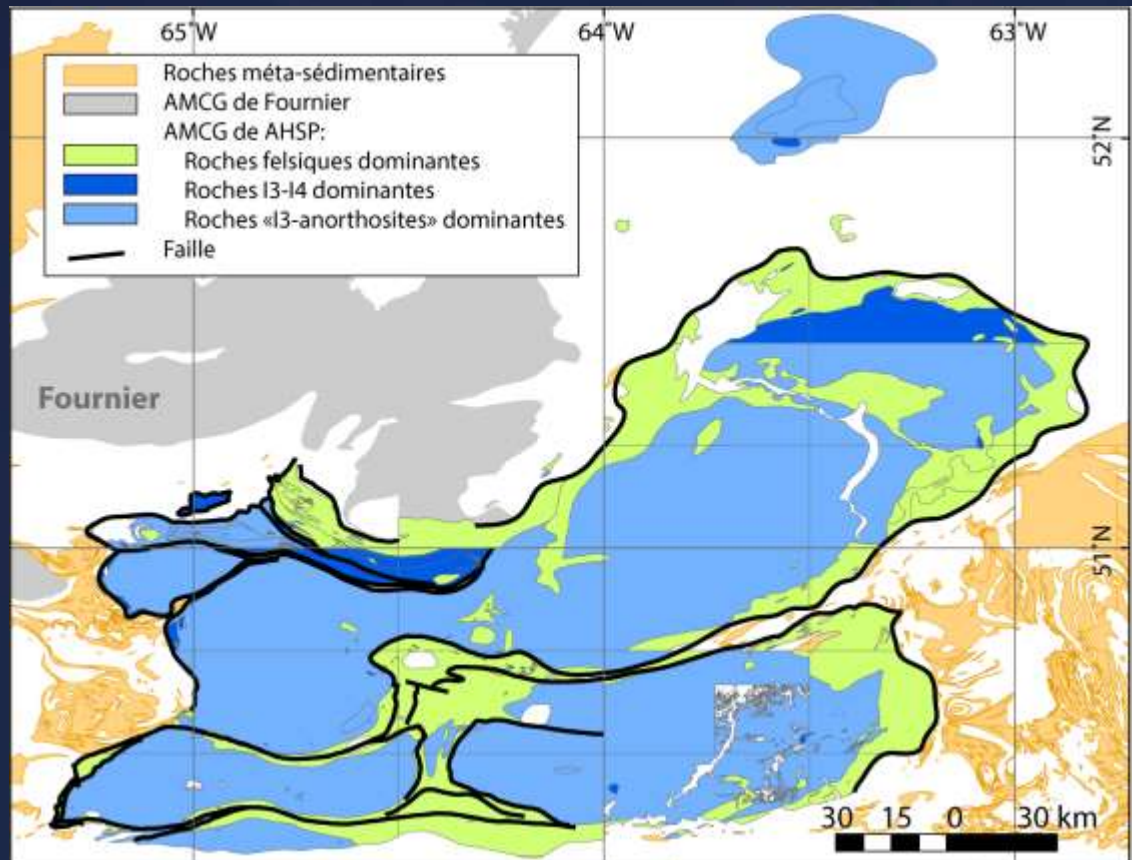 65°W
64°W
63°W
Roches méta-sédimentaires
AMCG de Fournier
AMCG de AHSP:
Roches felsiques dominantes
Roches I3-I4 dominantes
Roches «I3-anorthosites» dominantes
Faille
52°N
Fournier
51°N
30 15 0 30 km